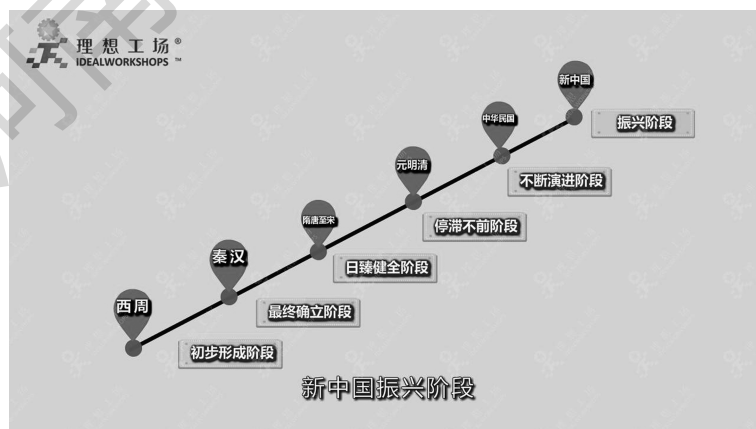 理想工场®
IDEALWORKSHOPS™
新中国
振兴阶段
中华民国
不断演进阶段
元明清
停滞不前阶段
隋唐至宋
日臻健全阶段
秦汉
最终确立阶段
西周
初步形成阶段
新中国振兴阶段